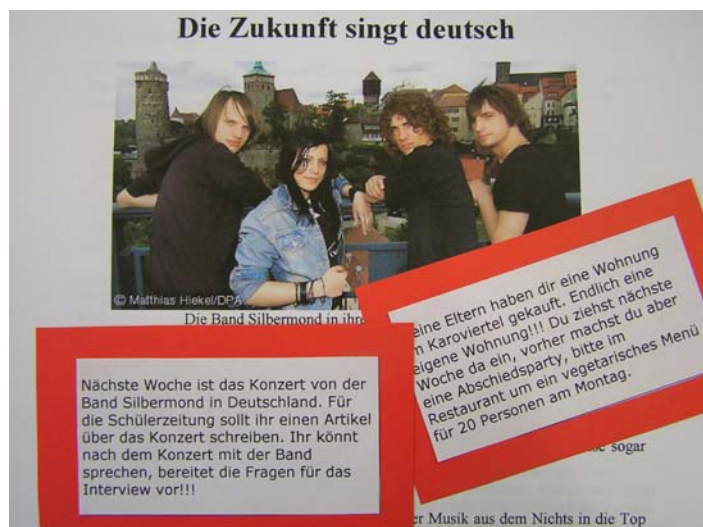 Die Zukunft singt deutsch
© Matthias Hiekel/DPA
Die Band Silbermond in ihre
eine Eltern haben dir eine Wohnung
m Karoviertel gekauft. Endlich eine
eigene Wohnung!!! Du ziehst nächste
Woche da ein, vorher machst du aber
eine Abschiedsparty, bitte im
Restaurant um ein vegetarisches Menü
für 20 Personen am Montag.
Nächste Woche ist das Konzert von der
Band Silbermond in Deutschland. Für
die Schülerzeitung sollt ihr einen Artikel
über das Konzert schreiben. Ihr könnt
nach dem Konzert mit der Band
sprechen, bereitet die Fragen für das
Interview vor!!!
sogar
er Musik aus dem Nichts in die Top